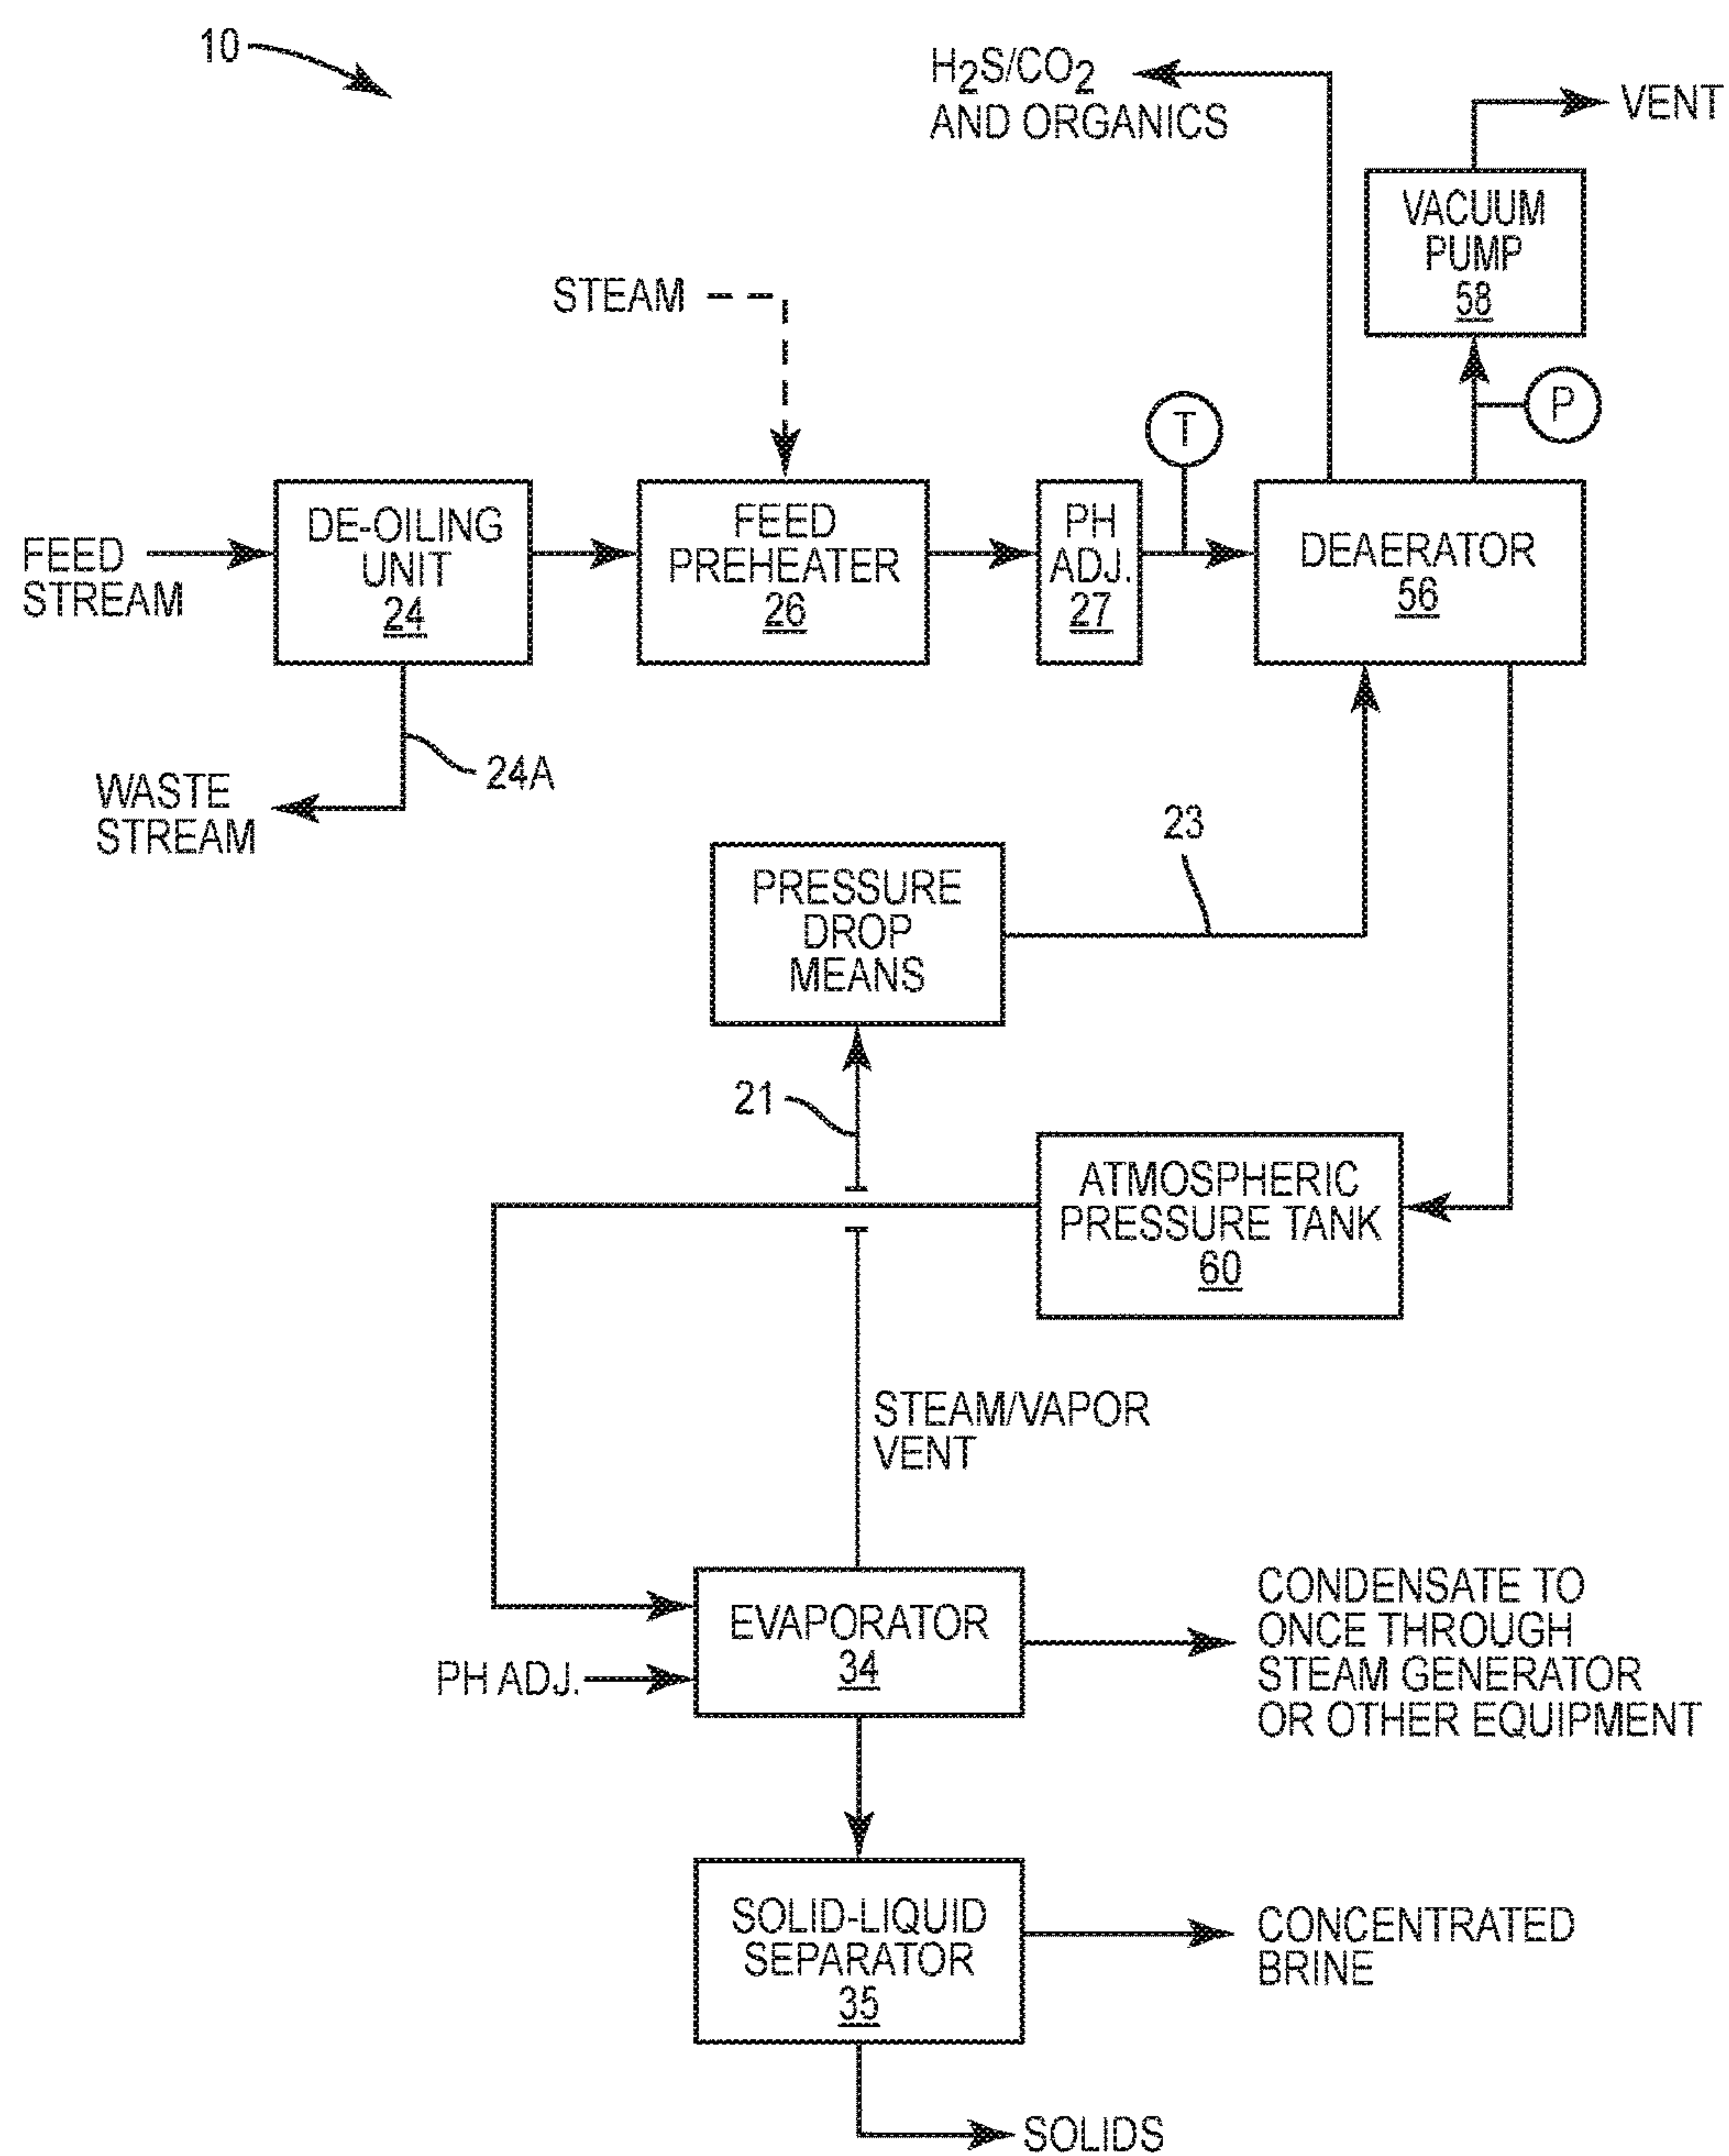 10
H2S/CO2
AND ORGANICS
VENT
VACUUM
PUMP
58
STEAM
P
T
FEED
STREAM
DE-OILING
UNIT
24
FEED
PREHEATER
26
PH
ADJ.
27
DEAERATOR
56
24A
WASTE
STREAM
PRESSURE
DROP
MEANS
23
21
ATMOSPHERIC
PRESSURE TANK
60
STEAM/VAPOR
VENT
EVAPORATOR
34
PH ADJ.
CONDENSATE TO
ONCE THROUGH
STEAM GENERATOR
OR OTHER EQUIPMENT
SOLID-LIQUID
SEPARATOR
35
CONCENTRATED
BRINE
SOLIDS